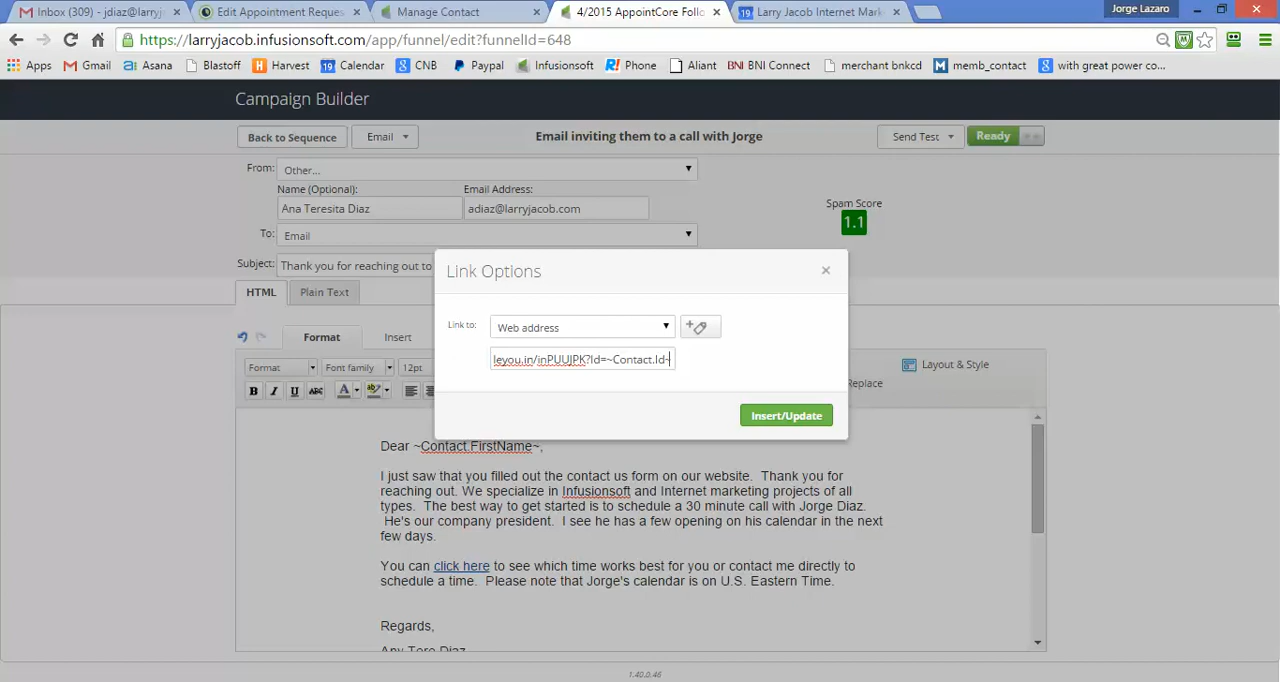 Inbox (309) - jdiaz@larryj
Edit Appointment Reques
Manage Contact
4/2015 AppointCore Follo
Larry Jacob Internet Mark
Jorge Lazaro
https://larryjacob.infusionsoft.com/app/funnel/edit?funnelId=648
Apps Gmail Asana Blastoff Harvest Calendar CNB Paypal Infusionsoft Phone Aliant BNI BNI Connect merchant bnkcd memb_contact with great power co...
Campaign Builder
Back to Sequence Email Email inviting them to a call with Jorge Send Test Ready
From: Other...
Name (Optional): Email Address:
Ana Teresita Diaz adiaz@larryjacob.com
Spam Score
1.1
To: Email
Subject: Thank you for reaching out to
HTML Plain Text
Link Options
Link to: Web address
leyou.in/inPUUJPK?Id=~Contact.Id~
Insert/Update
Format Insert
Format Font family 12pt
Layout & Style
Replace
B I U ABC A ab
Dear ~Contact.FirstName~,
I just saw that you filled out the contact us form on our website. Thank you for
reaching out. We specialize in Infusionsoft and Internet marketing projects of all
types. The best way to get started is to schedule a 30 minute call with Jorge Diaz.
He's our company president. I see he has a few opening on his calendar in the next
few days.
You can click here to see which time works best for you or contact me directly to
schedule a time. Please note that Jorge's calendar is on U.S. Eastern Time.
Regards,
Any Tere Diaz
1.40.0.46